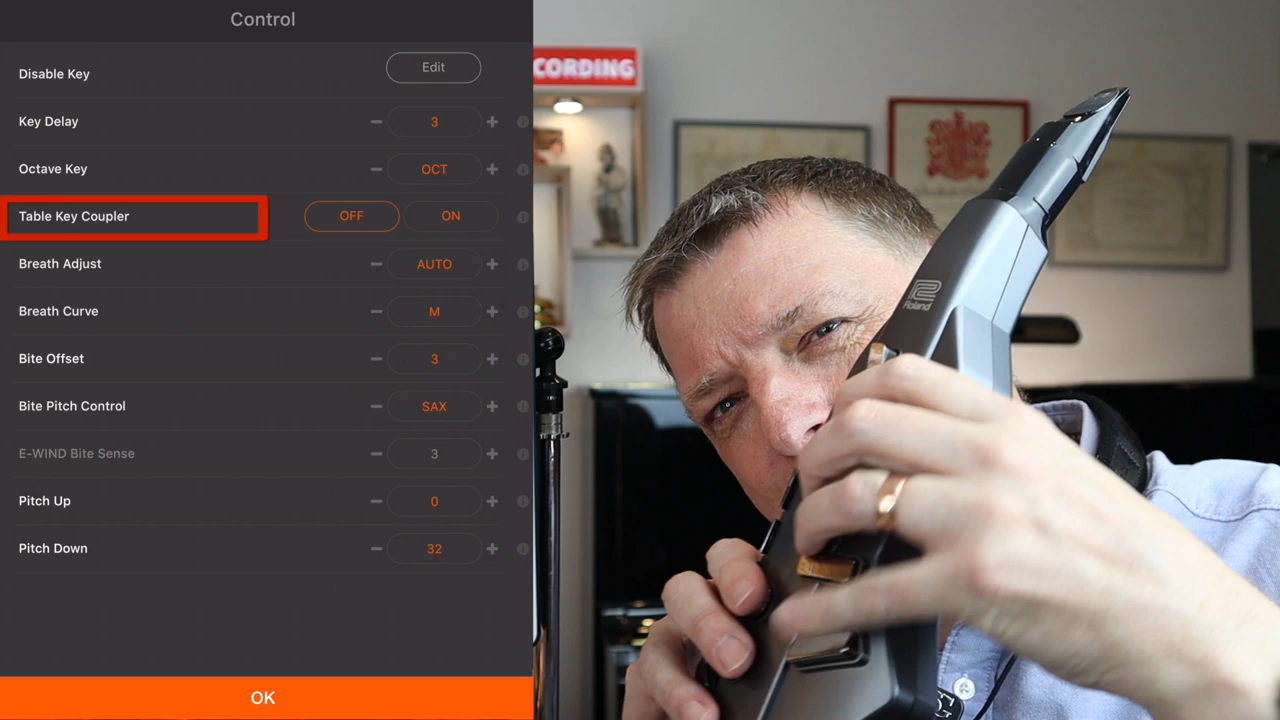 Control
Disable Key
Edit
Key Delay
3
Octave Key
OCT
Table Key Coupler
OFF
ON
Breath Adjust
AUTO
Breath Curve
M
Bite Offset
3
Bite Pitch Control
SAX
E-WIND Bite Sense
3
Pitch Up
0
Pitch Down
32
OK
CORDING
Roland